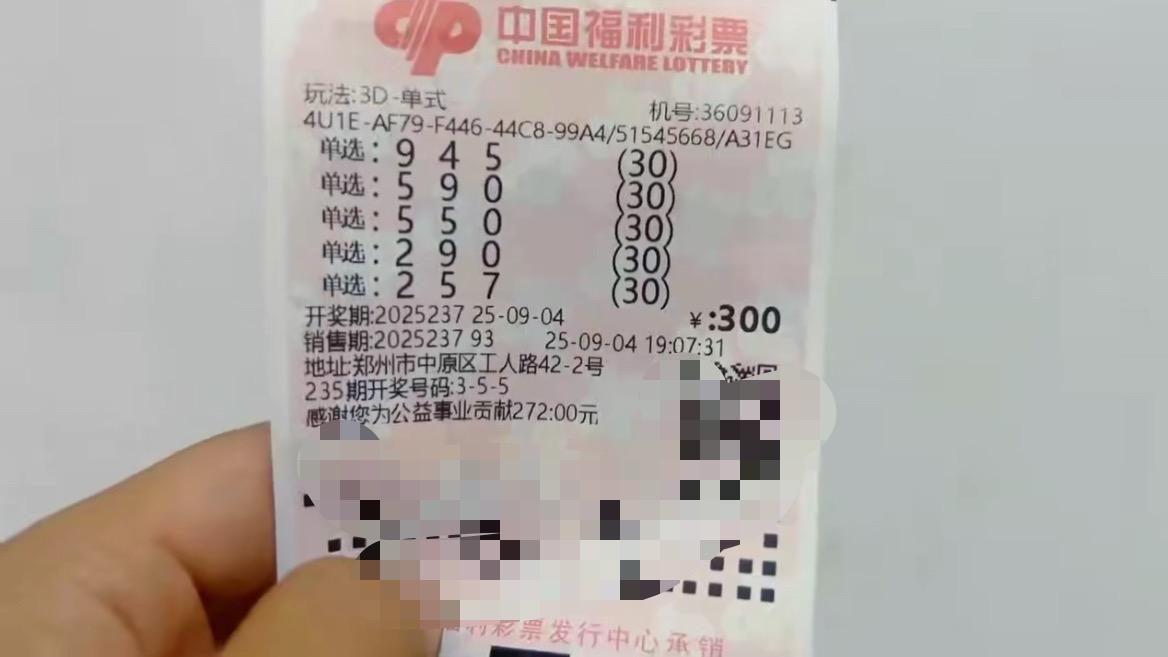 中国福利彩票
CHINA WELFARE LOTTERY
玩法:3D-单式
机号:36091113
4U1E-AF79-F446-44C8-99A4/51545668/A31EG
单选: 9 4 5 (30)
单选: 5 9 0 (30)
单选: 5 5 0 (30)
单选: 2 9 0 (30)
单选: 2 5 7 (30)
开奖期:2025237 25-09-04 ¥:300
销售期:2025237 93 25-09-04 19:07:31
地址:郑州市中原区工人路42-2号
235期开奖号码:3-5-5
感谢您为公益事业贡献272:00元
利彩票发行中心承销